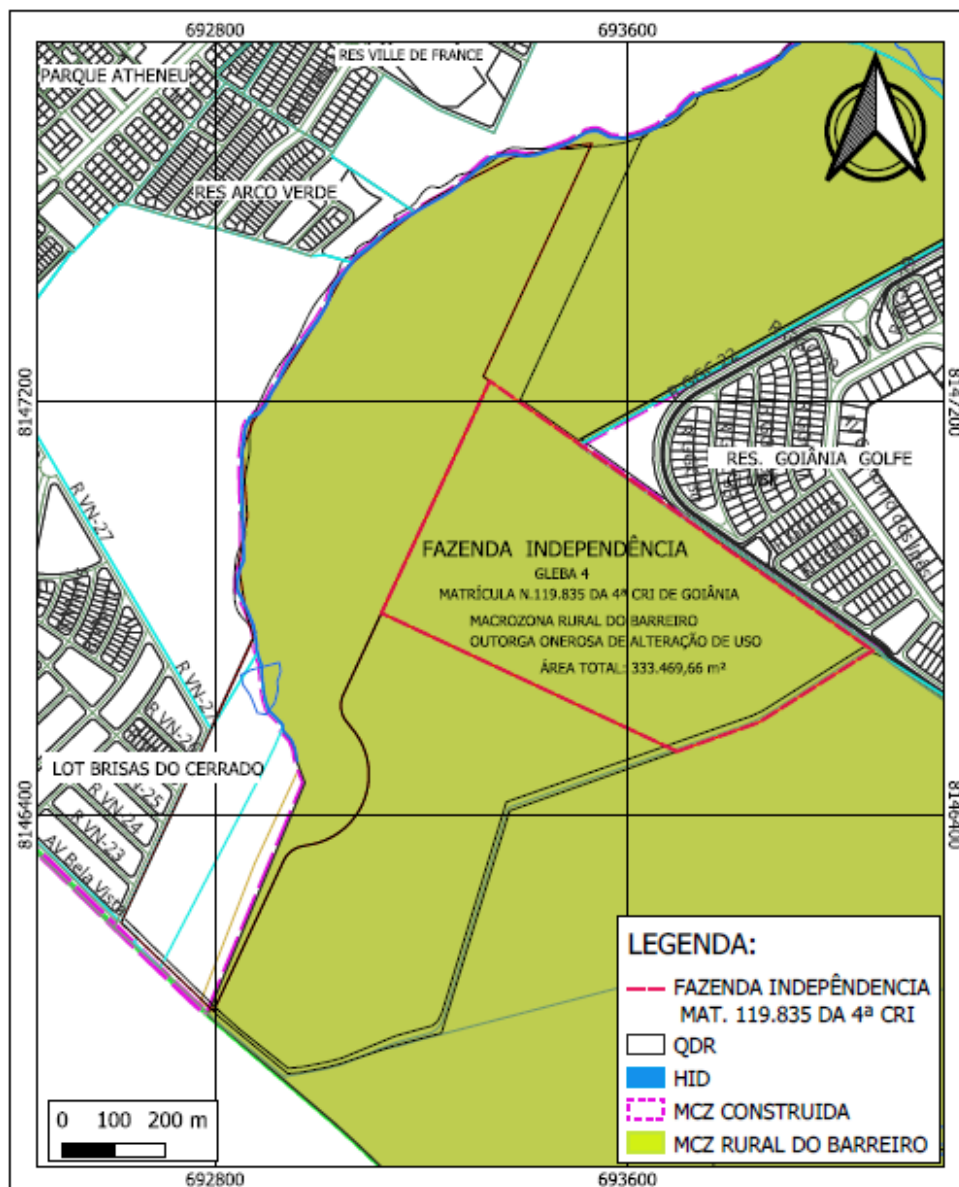 692800
693600
RES VILLE DE FRANCE
PARQUE ATHENEU
RES ARCO VERDE
8147200
8147200
RES. GOIÂNIA GOLFE
R VN-27
FAZENDA INDEPENDÊNCIA
GLEBA 4
MATRÍCULA N.119.835 DA 4ª CRI DE GOIÂNIA
MACROZONA RURAL DO BARREIRO
OUTORGA ONEROSA DE ALTERAÇÃO DE USO
ÁREA TOTAL: 333.469,66 m²
LOT BRISAS DO CERRADO
R VN-24
R VN-23
AV Bela Vista
8146400
8146400
LEGENDA:
FAZENDA INDEPÊNDENCIA
MAT. 119.835 DA 4ª CRI
QDR
HID
MCZ CONSTRUIDA
MCZ RURAL DO BARREIRO
0 100 200 m
692800
693600